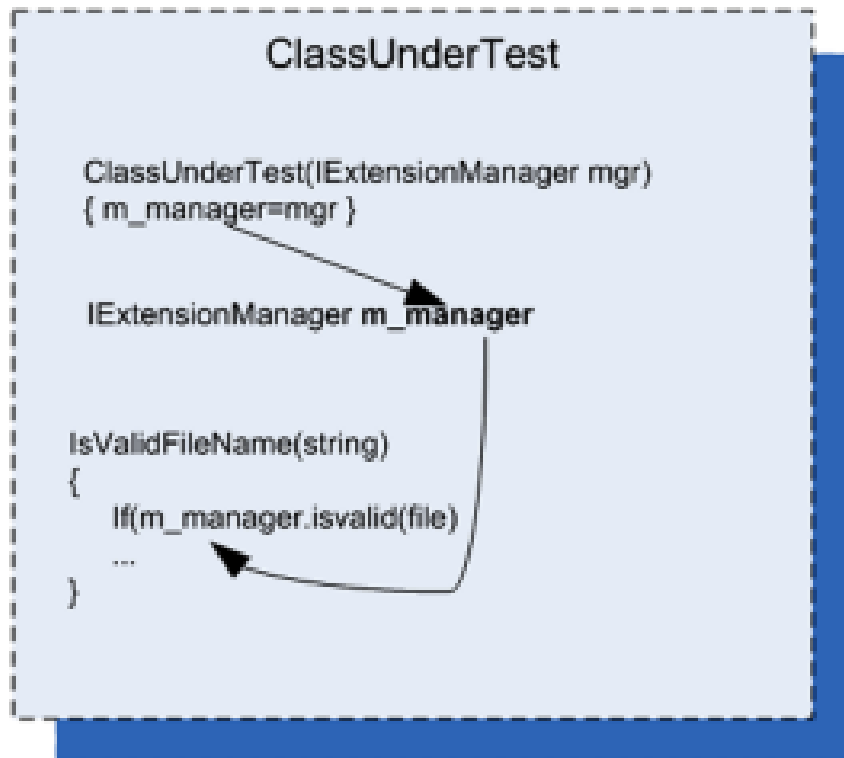 ClassUnderTest
ClassUnderTest(IExtensionManager mgr)
{ m_manager=mgr }
IExtensionManager m_manager
IsValidFileName(string)
{
If(m_manager.isvalid(file)
...
}